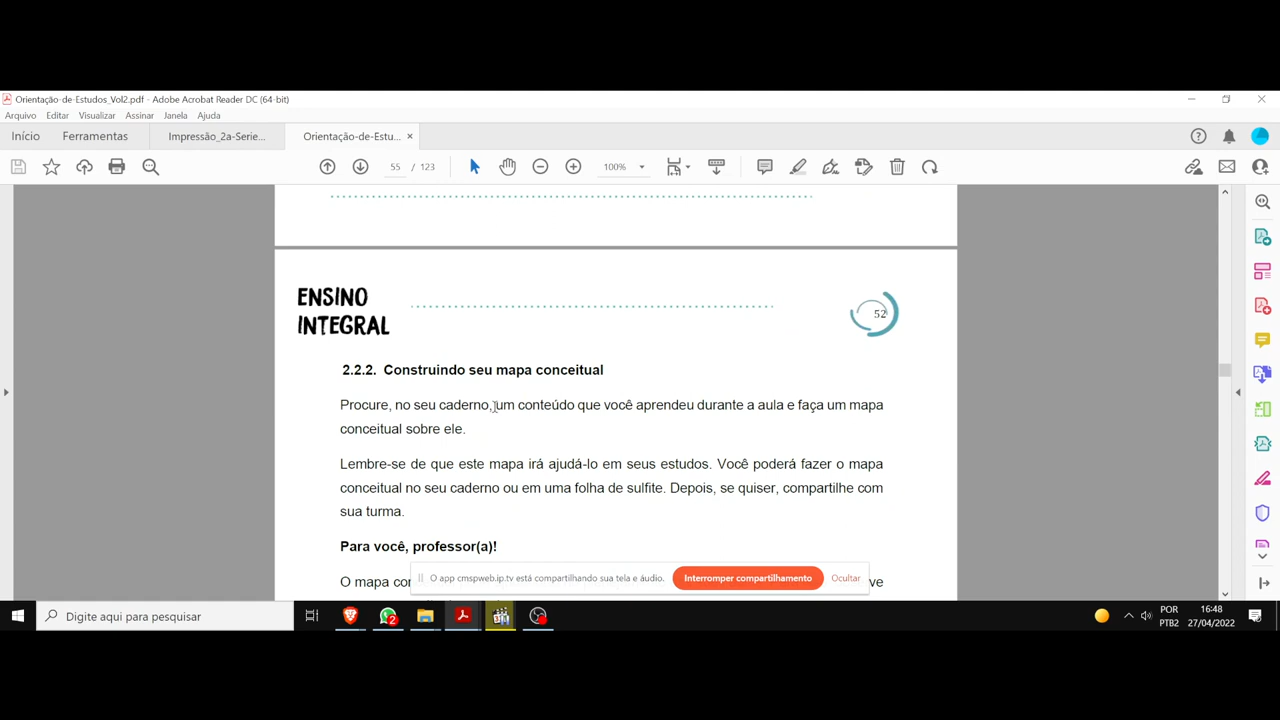 Orientação-de-Estudos_Vol2.pdf - Adobe Acrobat Reader DC (64-bit)
Arquivo Editar Visualizar Assinar Janela Ajuda
Início Ferramentas Impressão_2a-Serie... Orientação-de-Estu... ×
55 / 123 100%
ENSINO
INTEGRAL
52
2.2.2. Construindo seu mapa conceitual
Procure, no seu caderno, um conteúdo que você aprendeu durante a aula e faça um mapa
conceitual sobre ele.
Lembre-se de que este mapa irá ajudá-lo em seus estudos. Você poderá fazer o mapa
conceitual no seu caderno ou em uma folha de sulfite. Depois, se quiser, compartilhe com
sua turma.
Para você, professor(a)!
O mapa
O app cmspweb.ip.tv está compartilhando sua tela e áudio. Interromper compartilhamento Ocultar
Digite aqui para pesquisar
2
POR
PTB2
16:48
27/04/2022